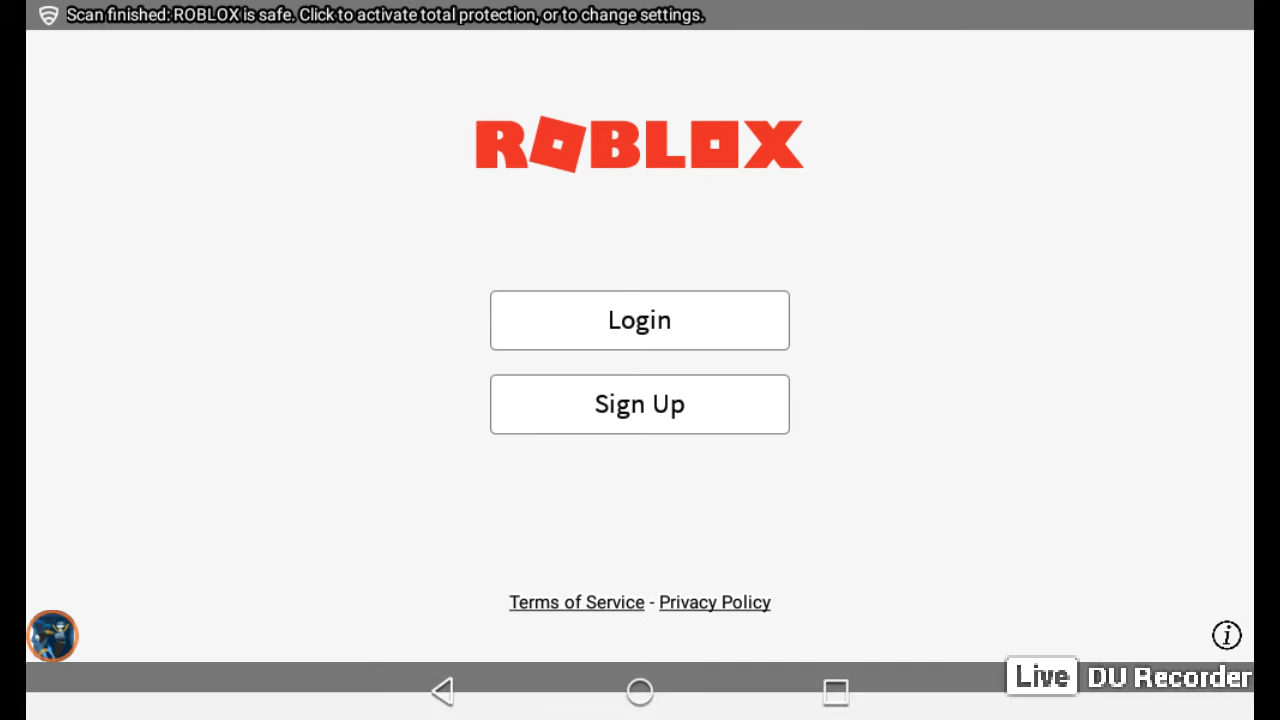 Scan finished: ROBLOX is safe. Click to activate total protection, or to change settings.
ROBLOX
Login
Sign Up
Terms of Service - Privacy Policy
Live DU Recorder